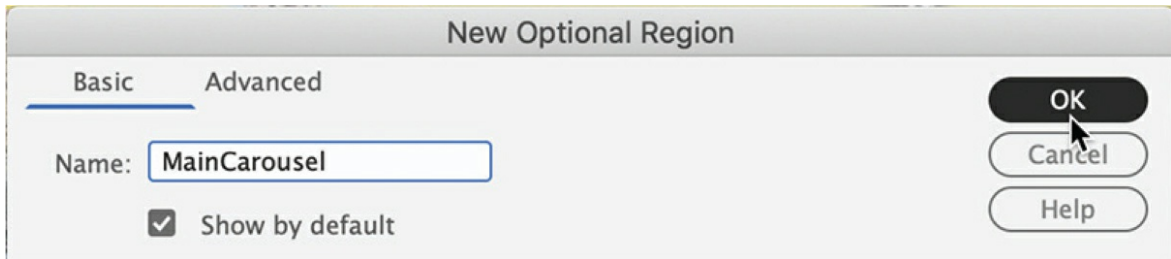 New Optional Region
Basic Advanced
OK
Name: MainCarousel
Cancel
Show by default
Help